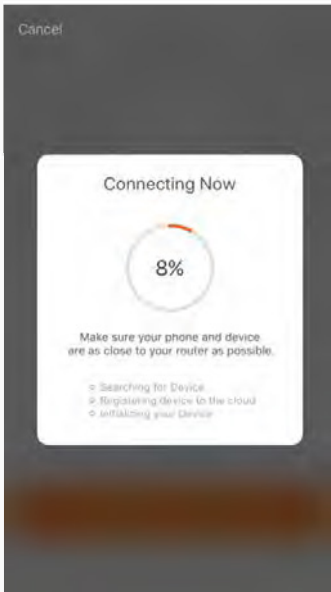 Cancel
Connecting Now
8%
Make sure your phone and device
are as close to your router as possible.
Searching for Device
Registering device to the cloud
Initializing your Device